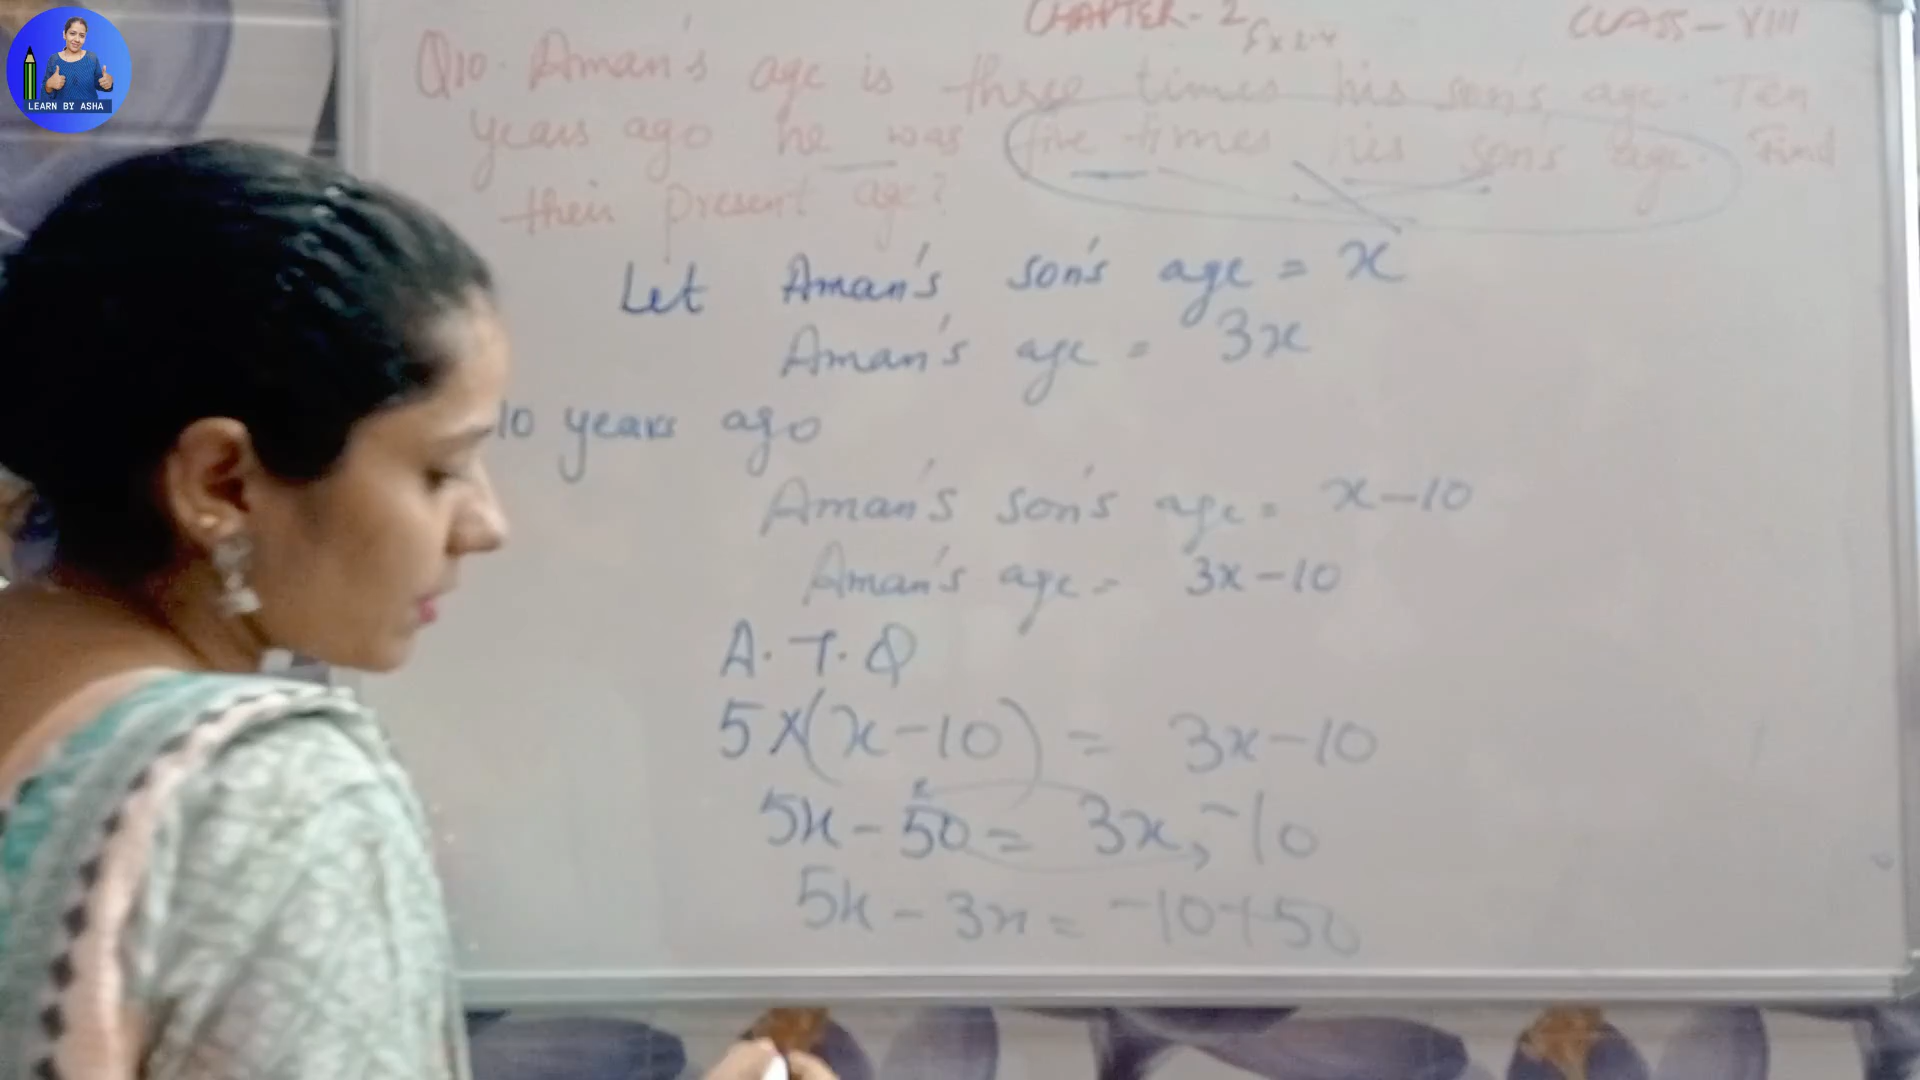 LEARN BY ASHA
CHAPTER-2 CLASS-VIII
Ex 2.4
Q10. Aman's age is three times his son's age. Ten
years ago he was five times his son's age. Find
their present age?
Let Aman's son's age = x
Aman's age = 3x
10 years ago
Aman's son's age = x-10
Aman's age = 3x-10
A.T.Q
5×(x-10) = 3x-10
5x-50 = 3x-10
5x-3x = -10+50